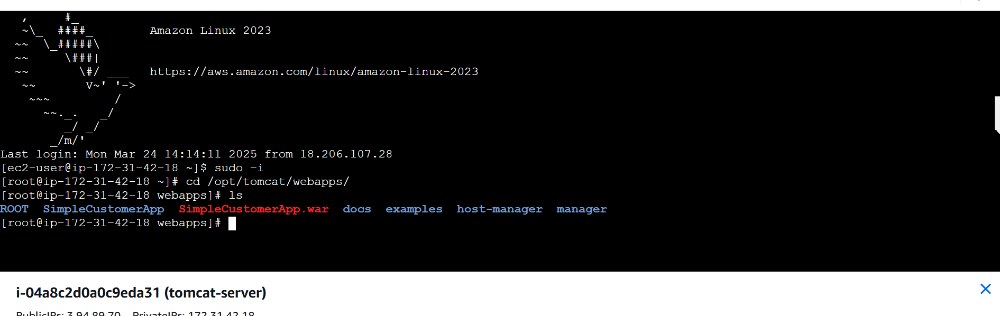 ,     #_
   ~\_  ####_        Amazon Linux 2023
  ~~  \_#####\
  ~~     \###|
  ~~       \#/ ___   https://aws.amazon.com/linux/amazon-linux-2023
   ~~       V~' '->
    ~~~         /
      ~~._.   _/
         _/ _/
       _/m/'
Last login: Mon Mar 24 14:14:11 2025 from 18.206.107.28
[ec2-user@ip-172-31-42-18 ~]$ sudo -i
[root@ip-172-31-42-18 ~]# cd /opt/tomcat/webapps/
[root@ip-172-31-42-18 webapps]# ls
ROOT  SimpleCustomerApp  SimpleCustomerApp.war  docs  examples  host-manager  manager
[root@ip-172-31-42-18 webapps]#
i-04a8c2d0a0c9eda31 (tomcat-server)
PublicIPs: 3.94.89.70   PrivateIPs: 172.31.42.18